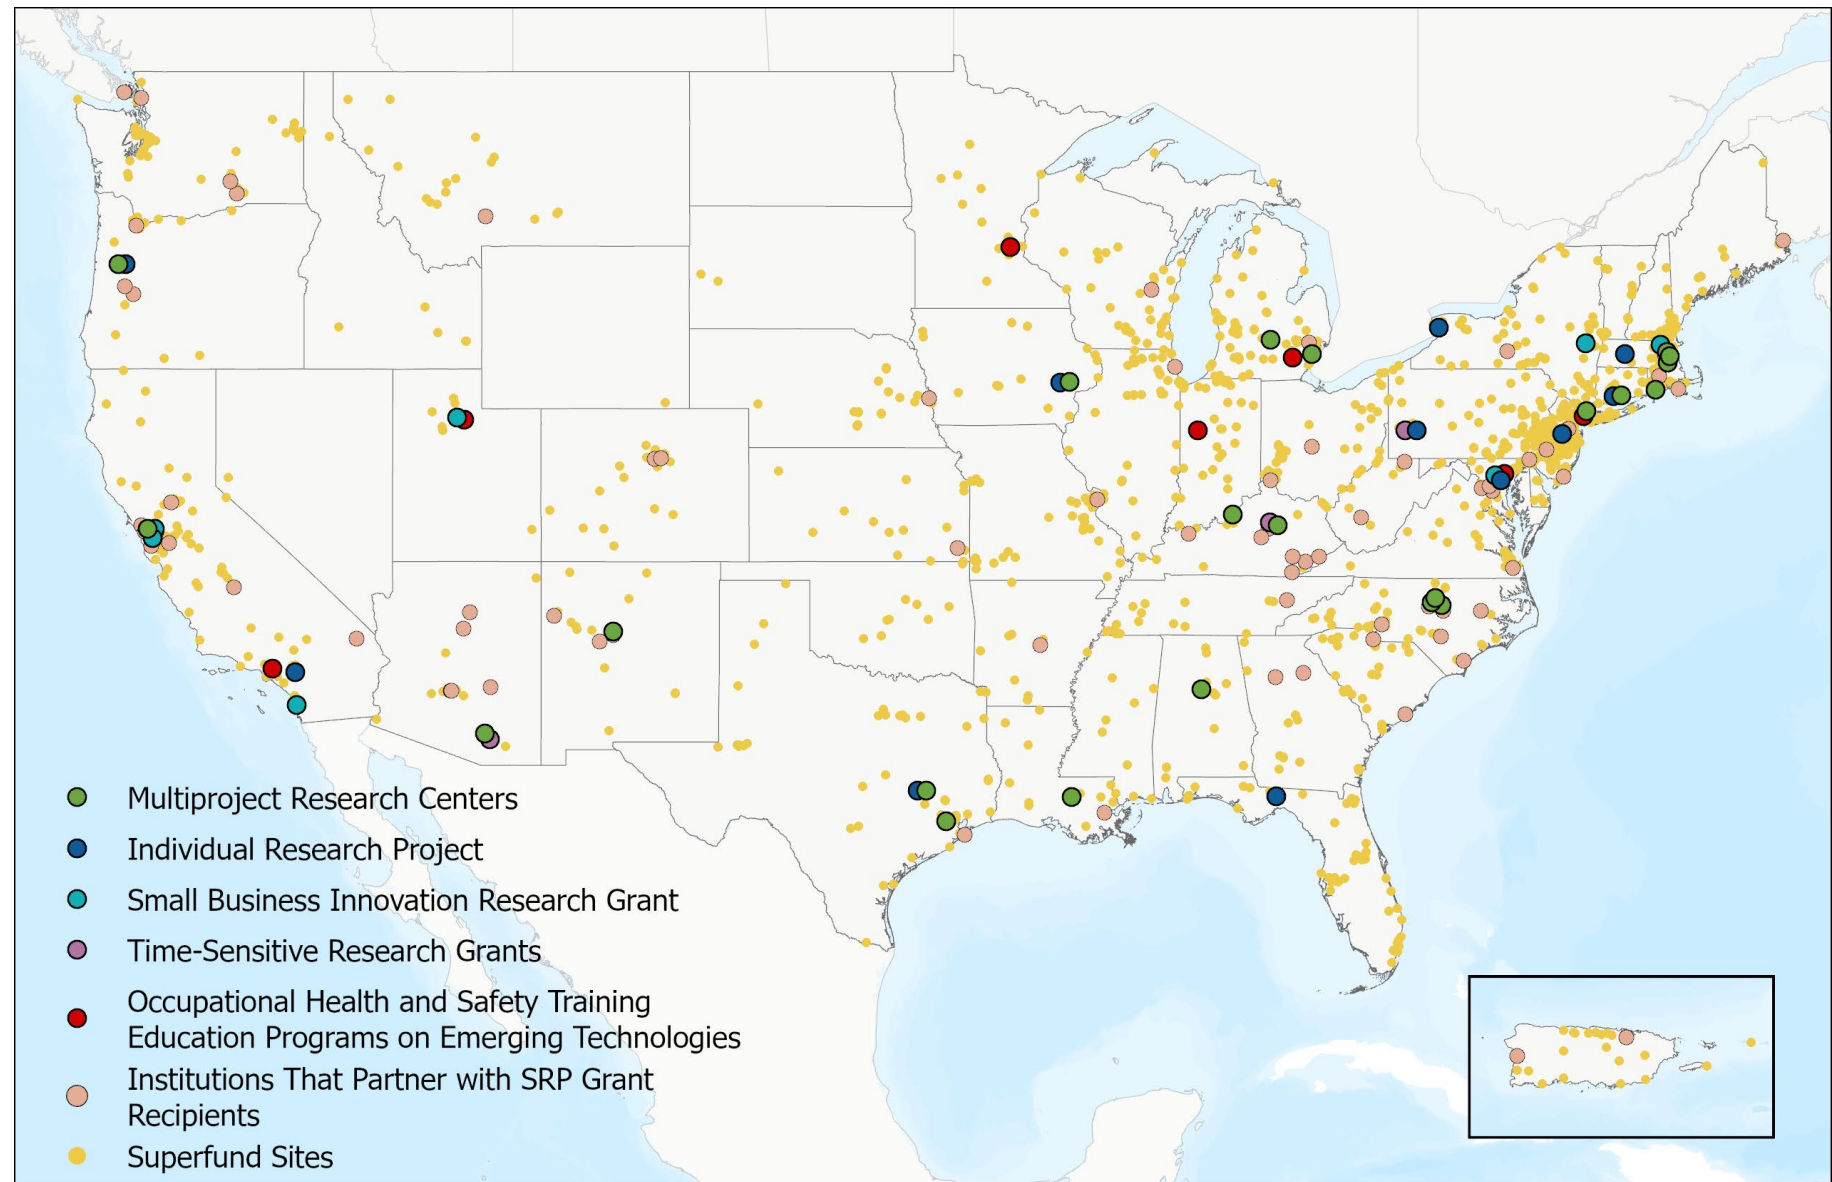 Multiproject Research Centers
Individual Research Project
Small Business Innovation Research Grant
Time-Sensitive Research Grants
Occupational Health and Safety Training
Education Programs on Emerging Technologies
Institutions That Partner with SRP Grant
Recipients
Superfund Sites